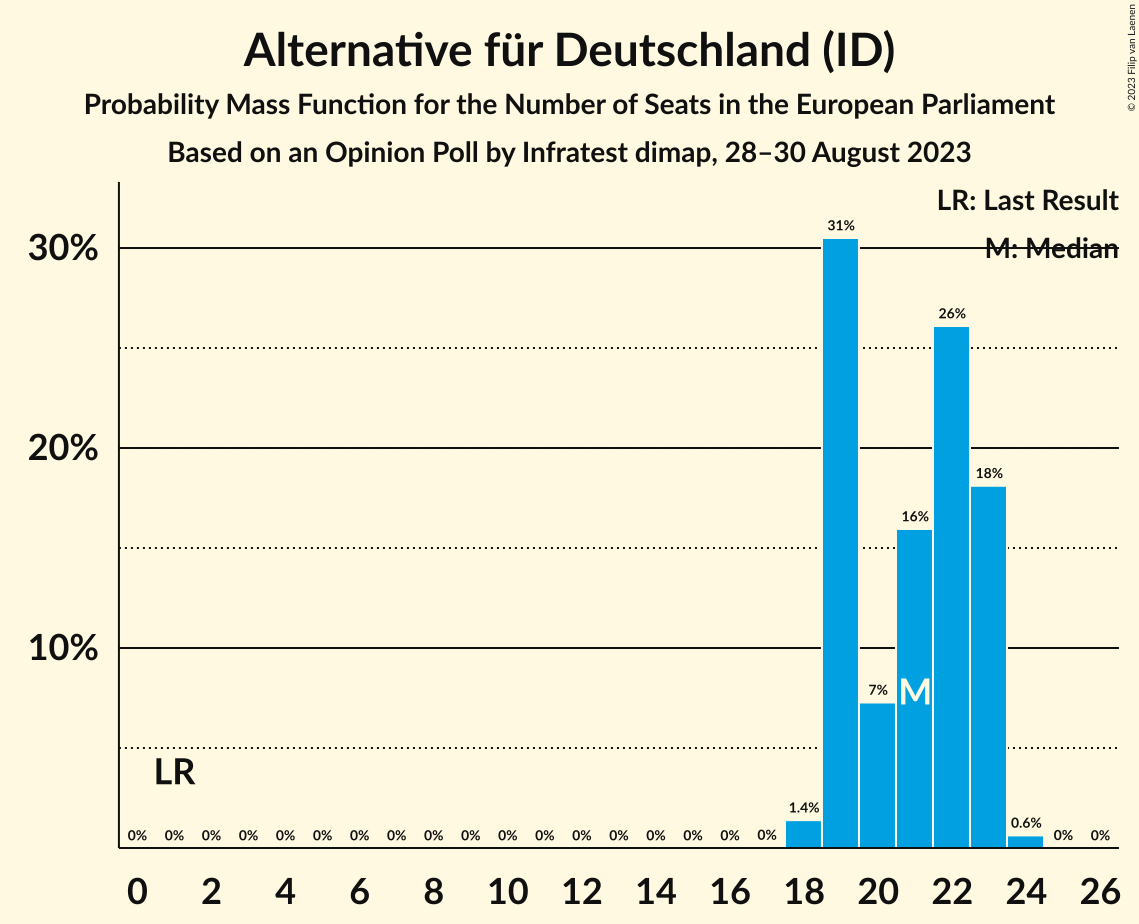 Alternative für Deutschland (ID)
Probability Mass Function for the Number of Seats in the European Parliament
Based on an Opinion Poll by Infratest dimap, 28–30 August 2023
© 2023 Filip van Laenen
LR: Last Result
M: Median
30%
20%
10%
31%
26%
18%
16%
7%
M
LR
1.4%
0.6%
0% 0% 0% 0% 0% 0% 0% 0% 0% 0% 0% 0% 0% 0% 0% 0% 0% 0% 0% 0%
0 2 4 6 8 10 12 14 16 18 20 22 24 26